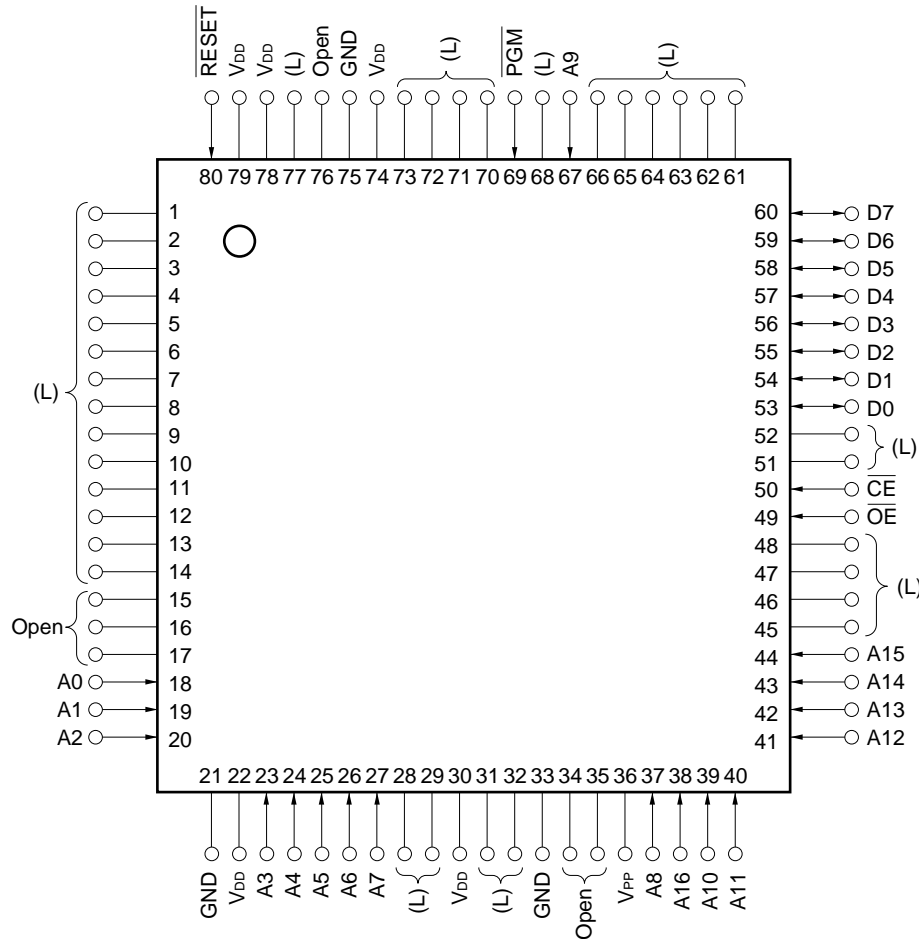 RESET
VDD
VDD
(L)
Open
GND
VDD
(L)
PGM
(L)
A9
(L)
80 79 78 77 76 75 74 73 72 71 70 69 68 67 66 65 64 63 62 61
1
2
3
4
5
6
7
8
9
10
11
12
13
14
15
16
17
18
19
20
(L)
Open
A0
A1
A2
60 D7
59 D6
58 D5
57 D4
56 D3
55 D2
54 D1
53 D0
52
51
(L)
50 CE
49 OE
48
47
46
45
(L)
44 A15
43 A14
42 A13
41 A12
21 22 23 24 25 26 27 28 29 30 31 32 33 34 35 36 37 38 39 40
GND
VDD
A3
A4
A5
A6
A7
(L)
VDD
(L)
GND
Open
VPP
A8
A16
A10
A11